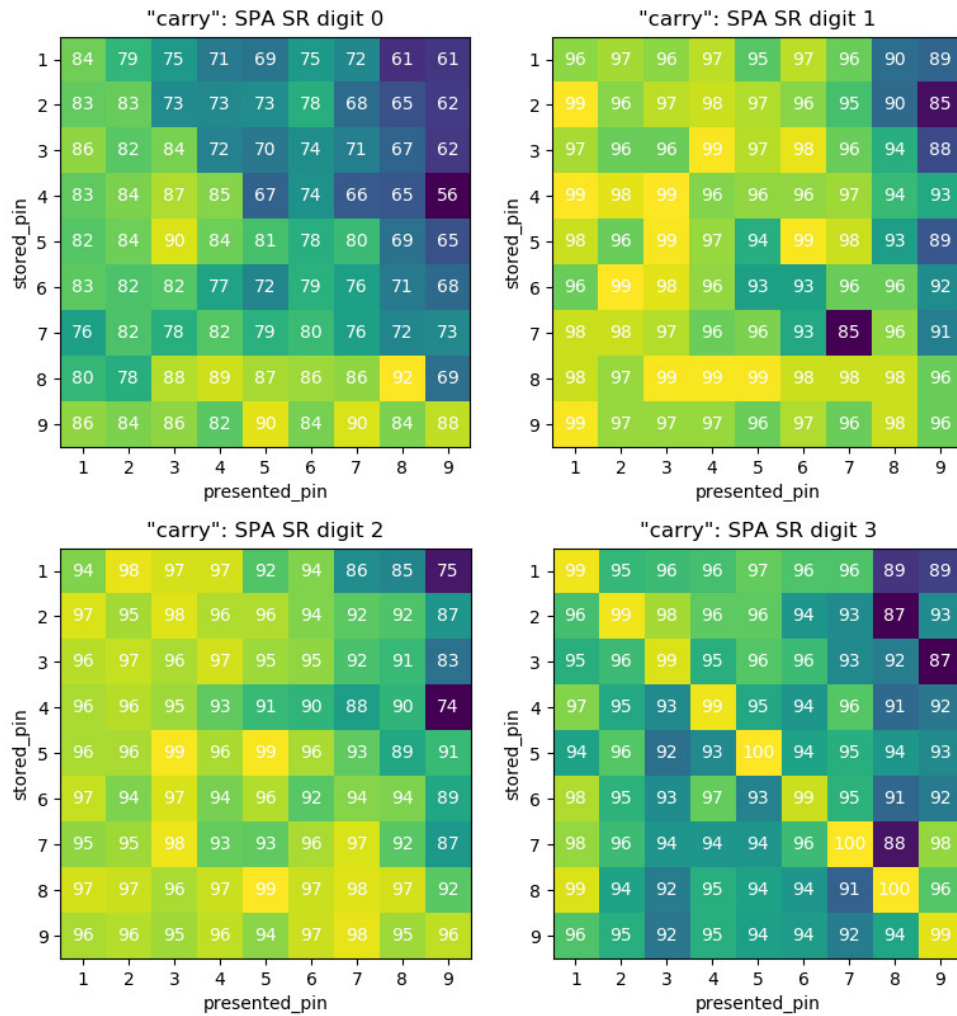 "carry": SPA SR digit 0
1 84 79 75 71 69 75 72 61 61
2 83 83 73 73 73 78 68 65 62
3 86 82 84 72 70 74 71 67 62
4 83 84 87 85 67 74 66 65 56
5 82 84 90 84 81 78 80 69 65
6 83 82 82 77 72 79 76 71 68
7 76 82 78 82 79 80 76 72 73
8 80 78 88 89 87 86 86 92 69
9 86 84 86 82 90 84 90 84 88
1 2 3 4 5 6 7 8 9
presented_pin
stored_pin
"carry": SPA SR digit 1
1 96 97 96 97 95 97 96 90 89
2 99 96 97 98 97 96 95 90 85
3 97 96 96 99 97 98 96 94 88
4 99 98 99 96 96 96 97 94 93
5 98 96 99 97 94 99 98 93 89
6 96 99 98 96 93 93 96 96 92
7 98 98 97 96 96 93 85 96 91
8 98 97 99 99 99 98 98 98 96
9 99 97 97 97 96 97 96 98 96
1 2 3 4 5 6 7 8 9
presented_pin
stored_pin
"carry": SPA SR digit 2
1 94 98 97 97 92 94 86 85 75
2 97 95 98 96 96 94 92 92 87
3 96 97 96 97 95 95 92 91 83
4 96 96 95 93 91 90 88 90 74
5 96 96 99 96 99 96 93 89 91
6 97 94 97 94 96 92 94 94 89
7 95 95 98 93 93 96 97 92 87
8 97 97 96 97 99 97 98 97 92
9 96 96 95 96 94 97 98 95 96
1 2 3 4 5 6 7 8 9
presented_pin
stored_pin
"carry": SPA SR digit 3
1 99 95 96 96 97 96 96 89 89
2 96 99 98 96 96 94 93 87 93
3 95 96 99 95 96 96 93 92 87
4 97 95 93 99 95 94 96 91 92
5 94 96 92 93 100 94 95 94 93
6 98 95 93 97 93 99 95 91 92
7 98 96 94 94 94 96 100 88 98
8 99 94 92 95 94 94 91 100 96
9 96 95 92 95 94 94 92 94 99
1 2 3 4 5 6 7 8 9
presented_pin
stored_pin